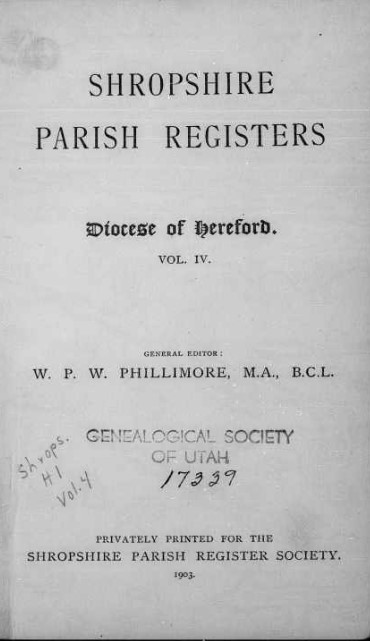 SHROPSHIRE
PARISH REGISTERS
Diocese of Hereford.
VOL. IV.
GENERAL EDITOR:
W. P. W. PHILLIMORE, M.A., B.C.L.
GENEALOGICAL SOCIETY
OF UTAH
17339
Shrops.
H1
Vol. 4
PRIVATELY PRINTED FOR THE
SHROPSHIRE PARISH REGISTER SOCIETY.
1903.